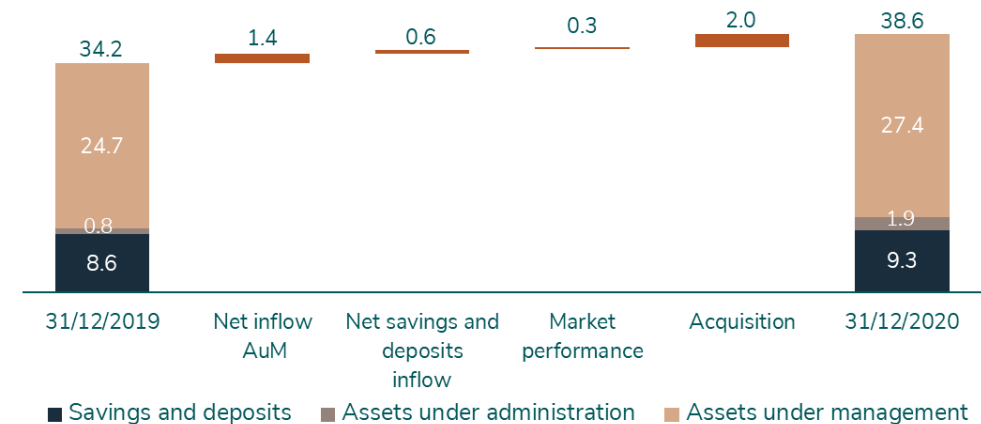 34.2
1.4
0.6
0.3
2.0
38.6
24.7
27.4
0.8
1.9
8.6
9.3
31/12/2019
Net inflow
AuM
Net savings and
deposits
inflow
Market
performance
Acquisition
31/12/2020
Savings and deposits
Assets under administration
Assets under management